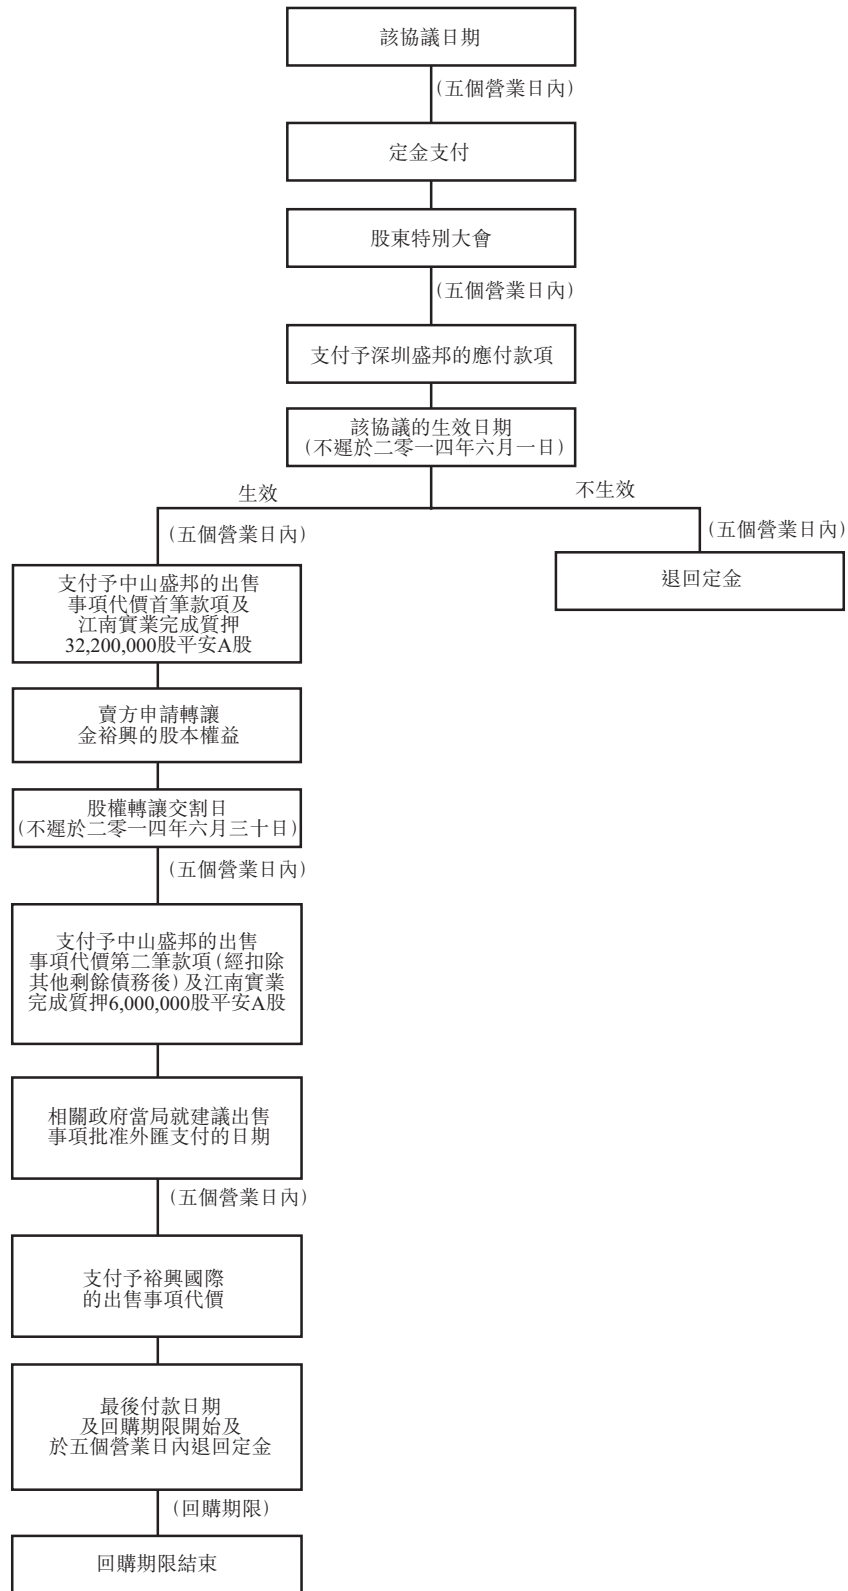 該協議日期
(五個營業日內)
定金支付
股東特別大會
(五個營業日內)
支付予深圳盛邦的應付款項
該協議的生效日期
(不遲於二零一四年六月一日)
生效
不生效
(五個營業日內)
(五個營業日內)
支付予中山盛邦的出售
事項代價首筆款項及
江南實業完成質押
32,200,000股平安A股
退回定金
賣方申請轉讓
金裕興的股本權益
股權轉讓交割日
(不遲於二零一四年六月三十日)
(五個營業日內)
支付予中山盛邦的出售
事項代價第二筆款項(經扣除
其他剩餘債務後)及江南實業
完成質押6,000,000股平安A股
相關政府當局就建議出售
事項批准外匯支付的日期
(五個營業日內)
支付予裕興國際
的出售事項代價
最後付款日期
及回購期限開始及
於五個營業日內退回定金
(回購期限)
回購期限結束